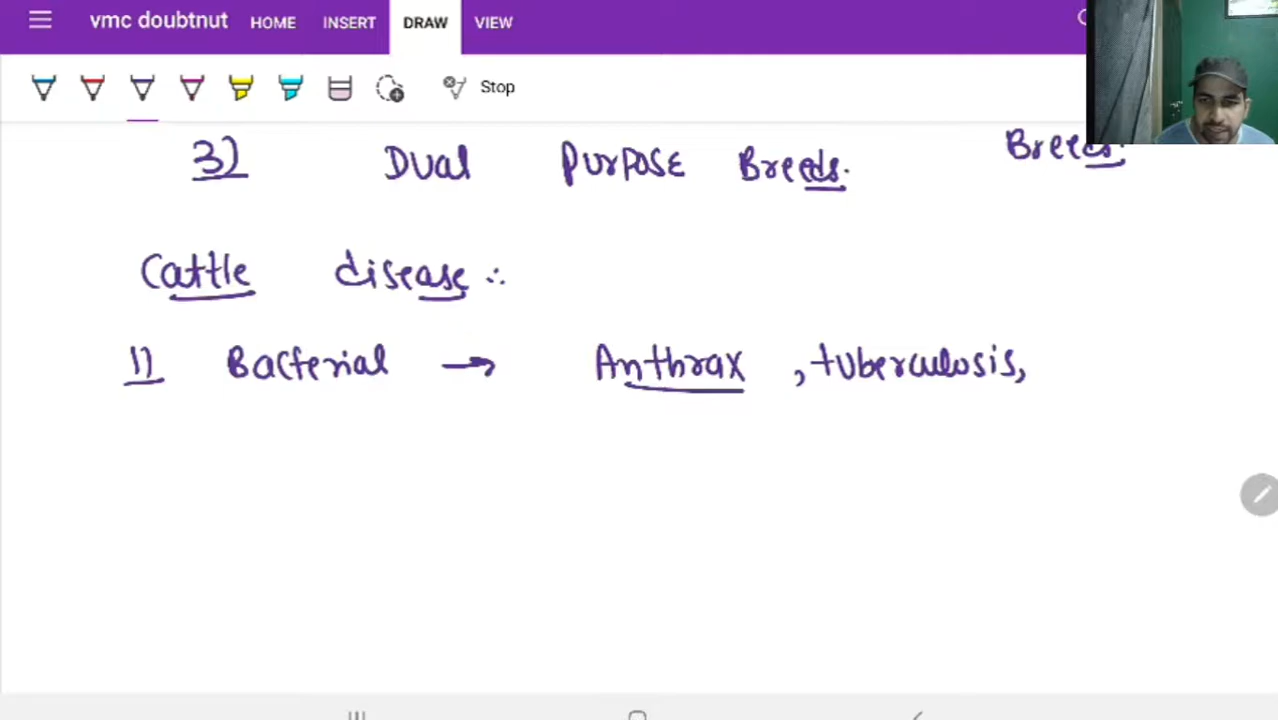 vmc doubtnut HOME INSERT DRAW VIEW
Stop
3) Dual Purpose Breeds. Breeds.
Cattle disease :-
1) Bacterial → Anthrax , tuberculosis,